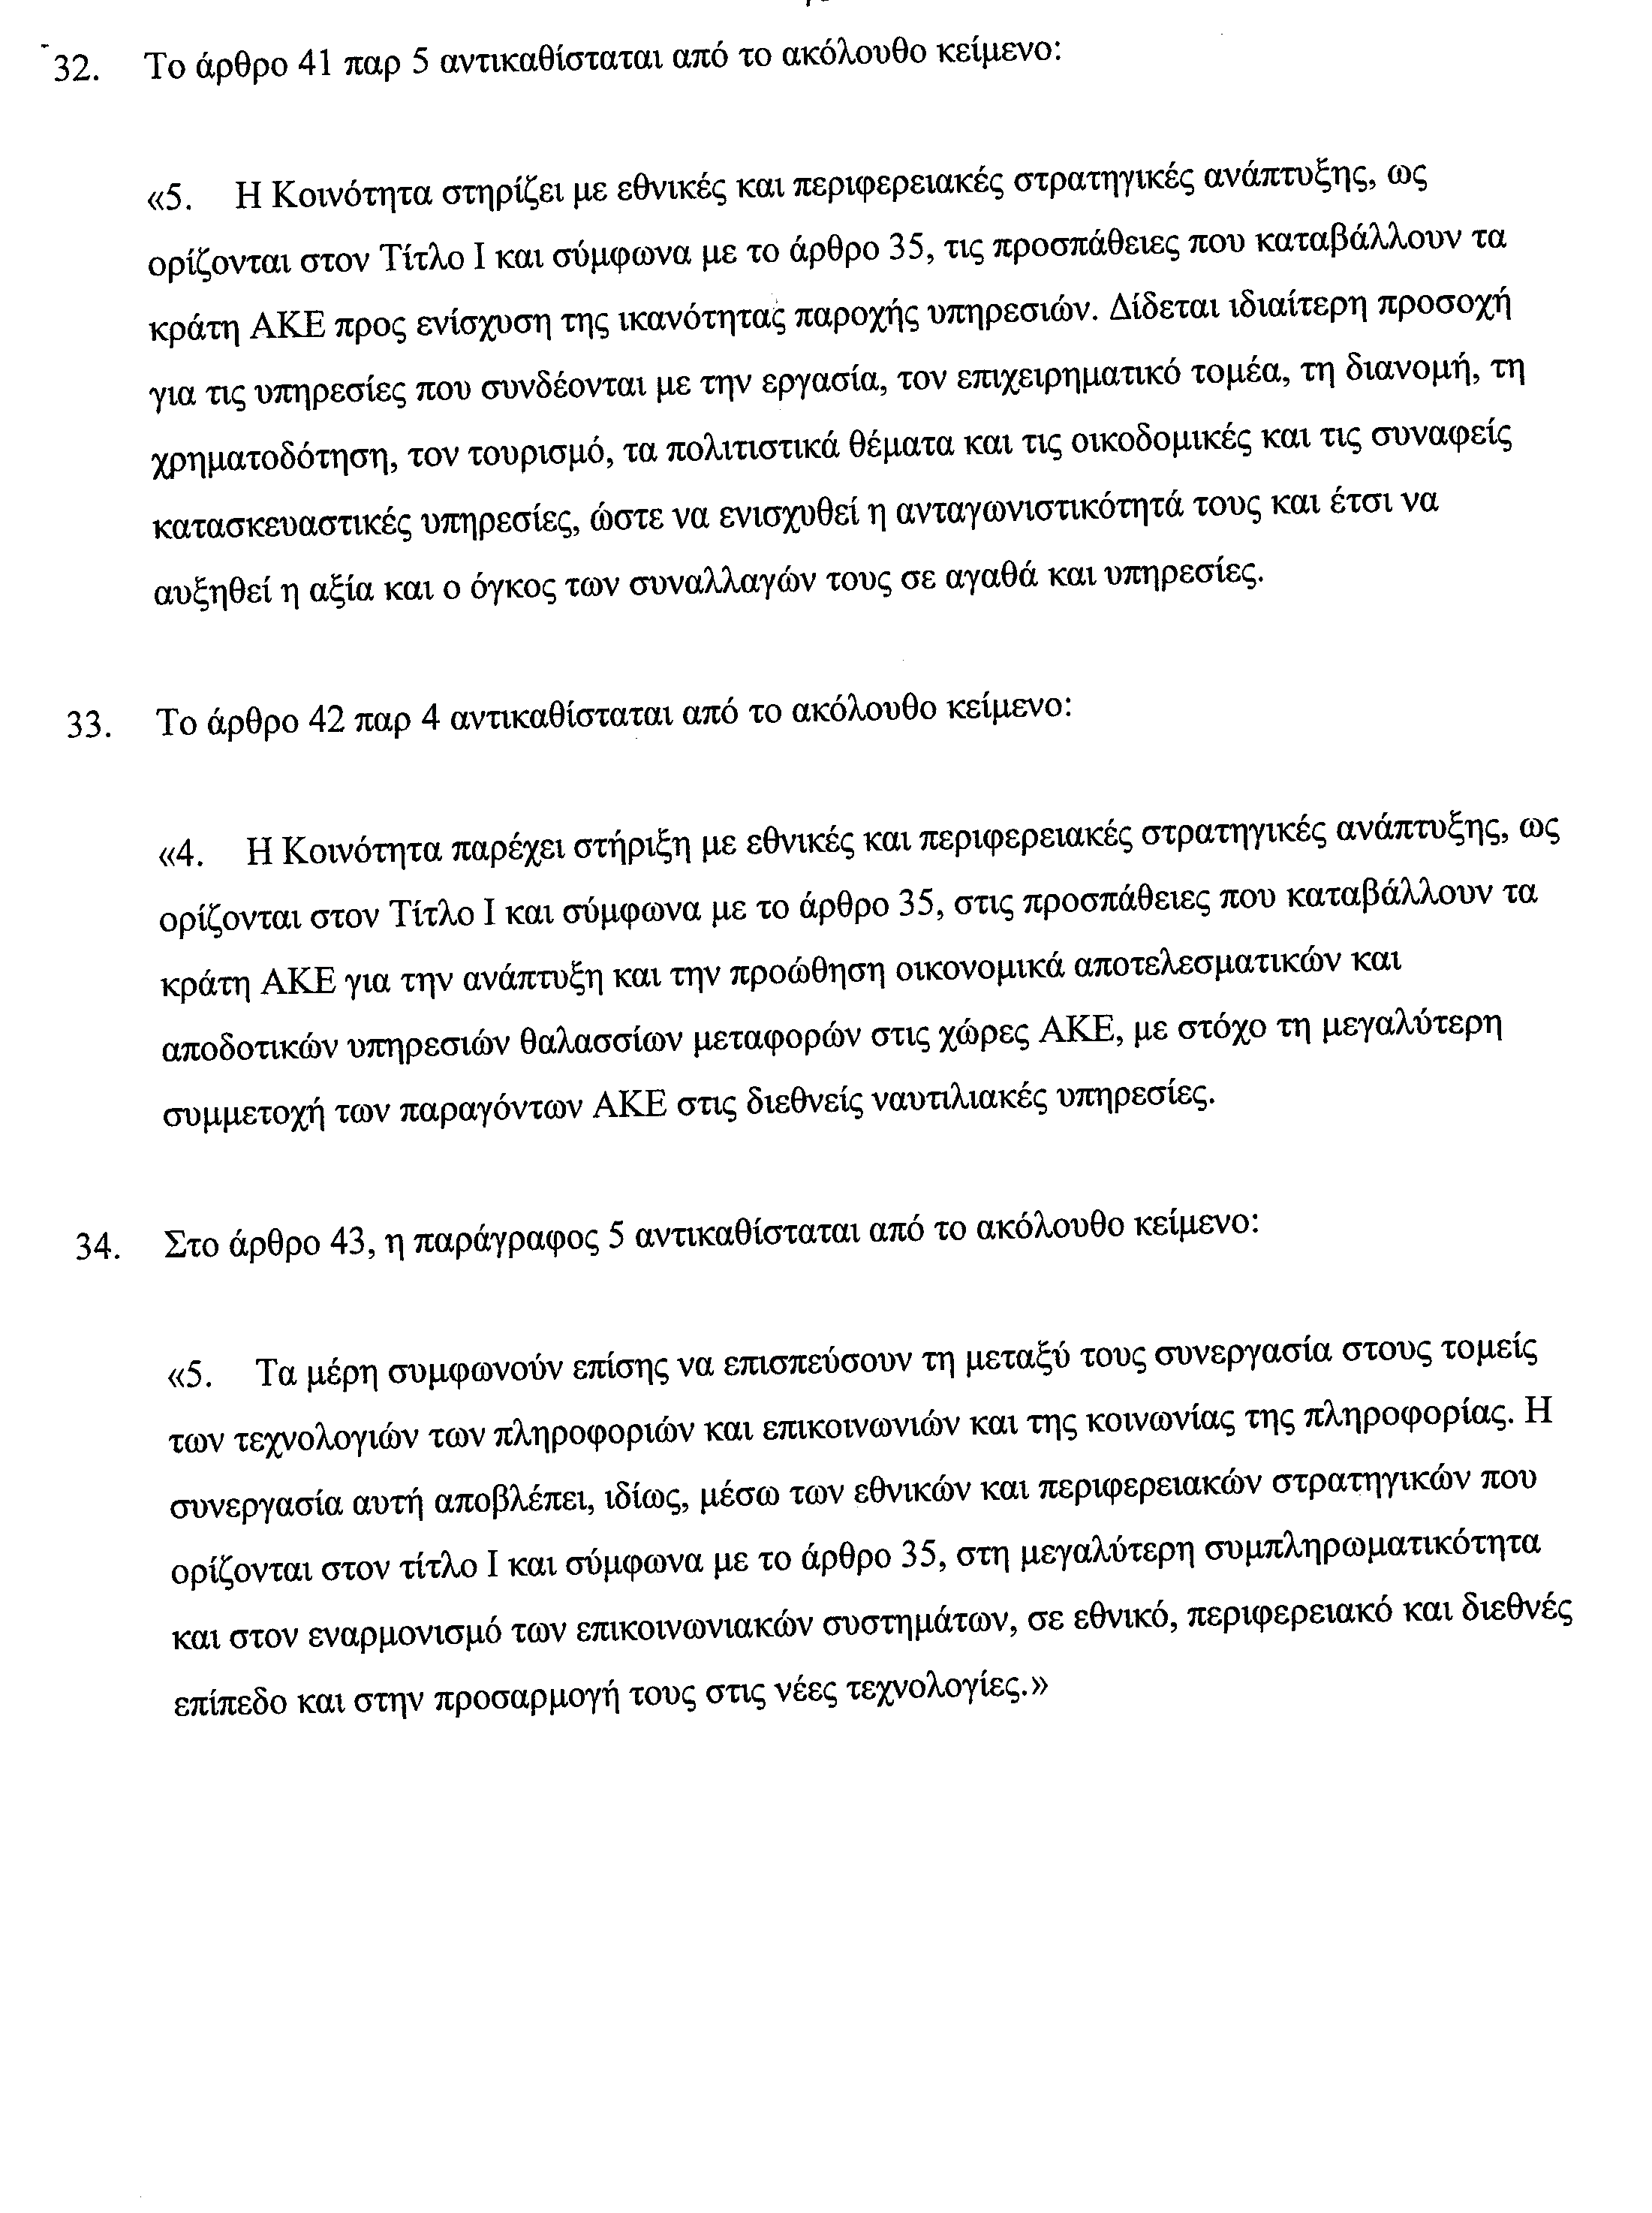 32. Το άρθρο 41 παρ 5 αντικαθίσταται από το ακόλουθο κείμενο:
«5. Η Κοινότητα στηρίζει με εθνικές και περιφερειακές στρατηγικές ανάπτυξης, ως
ορίζονται στον Τίτλο Ι και σύμφωνα με το άρθρο 35, τις προσπάθειες που καταβάλλουν τα
κράτη ΑΚΕ προς ενίσχυση της ικανότητας παροχής υπηρεσιών. Δίδεται ιδιαίτερη προσοχή
για τις υπηρεσίες που συνδέονται με την εργασία, τον επιχειρηματικό τομέα, τη διανομή, τη
χρηματοδότηση, τον τουρισμό, τα πολιτιστικά θέματα και τις οικοδομικές και τις συναφείς
κατασκευαστικές υπηρεσίες, ώστε να ενισχυθεί η ανταγωνιστικότητά τους και έτσι να
αυξηθεί η αξία και ο όγκος των συναλλαγών τους σε αγαθά και υπηρεσίες.
33. Το άρθρο 42 παρ 4 αντικαθίσταται από το ακόλουθο κείμενο:
«4. Η Κοινότητα παρέχει στήριξη με εθνικές και περιφερειακές στρατηγικές ανάπτυξης, ως
ορίζονται στον Τίτλο Ι και σύμφωνα με το άρθρο 35, στις προσπάθειες που καταβάλλουν τα
κράτη ΑΚΕ για την ανάπτυξη και την προώθηση οικονομικά αποτελεσματικών και
αποδοτικών υπηρεσιών θαλασσίων μεταφορών στις χώρες ΑΚΕ, με στόχο τη μεγαλύτερη
συμμετοχή των παραγόντων ΑΚΕ στις διεθνείς ναυτιλιακές υπηρεσίες.
34. Στο άρθρο 43, η παράγραφος 5 αντικαθίσταται από το ακόλουθο κείμενο:
«5. Τα μέρη συμφωνούν επίσης να επισπεύσουν τη μεταξύ τους συνεργασία στους τομείς
των τεχνολογιών των πληροφοριών και επικοινωνιών και της κοινωνίας της πληροφορίας. Η
συνεργασία αυτή αποβλέπει, ιδίως, μέσω των εθνικών και περιφερειακών στρατηγικών που
ορίζονται στον τίτλο Ι και σύμφωνα με το άρθρο 35, στη μεγαλύτερη συμπληρωματικότητα
και στον εναρμονισμό των επικοινωνιακών συστημάτων, σε εθνικό, περιφερειακό και διεθνές
επίπεδο και στην προσαρμογή τους στις νέες τεχνολογίες.»